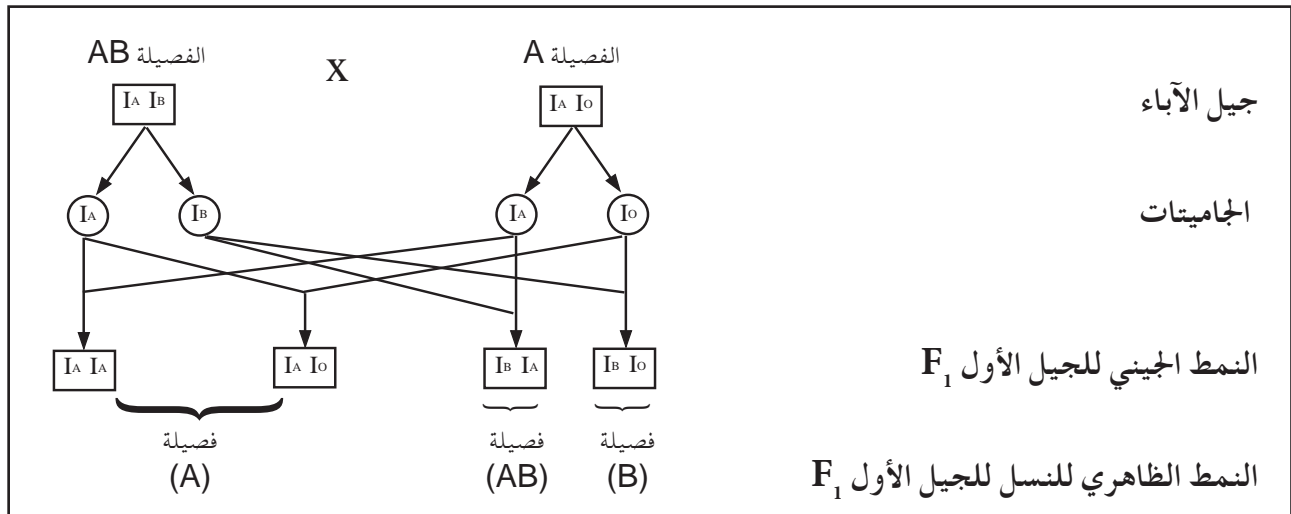 الفصيلة AB X الفصيلة A
IA IB IA IO جيل الآباء
IA IB IA IO الجاميتات
IA IA IA IO IB IA IB IO النمط الجيني للجيل الأول F1
فصيلة فصيلة فصيلة
(A) (AB) (B)
النمط الظاهري للنسل للجيل الأول F1